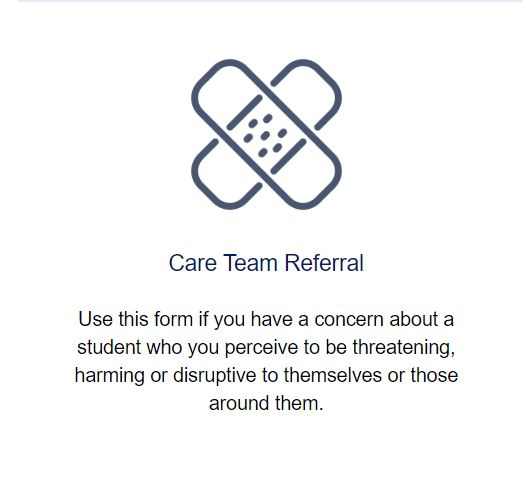 Care Team Referral
Use this form if you have a concern about a
student who you perceive to be threatening,
harming or disruptive to themselves or those
around them.